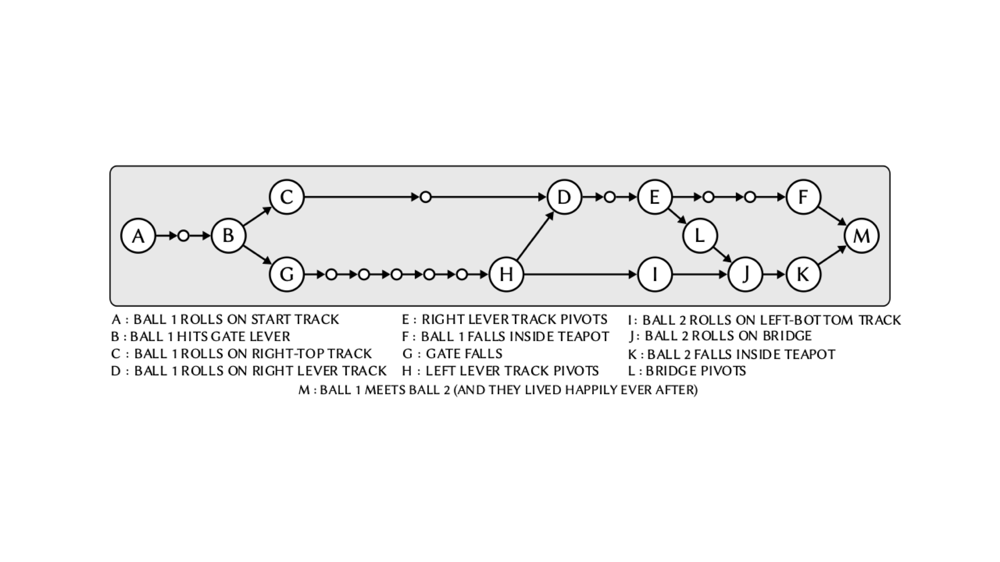 C
D
E
F
A
B
L
M
G
H
I
J
K
A : BALL 1 ROLLS ON START TRACK
B : BALL 1 HITS GATE LEVER
C : BALL 1 ROLLS ON RIGHT-TOP TRACK
D : BALL 1 ROLLS ON RIGHT LEVER TRACK
E : RIGHT LEVER TRACK PIVOTS
F : BALL 1 FALLS INSIDE TEAPOT
G : GATE FALLS
H : LEFT LEVER TRACK PIVOTS
I : BALL 2 ROLLS ON LEFT-BOTTOM TRACK
J : BALL 2 ROLLS ON BRIDGE
K : BALL 2 FALLS INSIDE TEAPOT
L : BRIDGE PIVOTS
M : BALL 1 MEETS BALL 2 (AND THEY LIVED HAPPILY EVER AFTER)